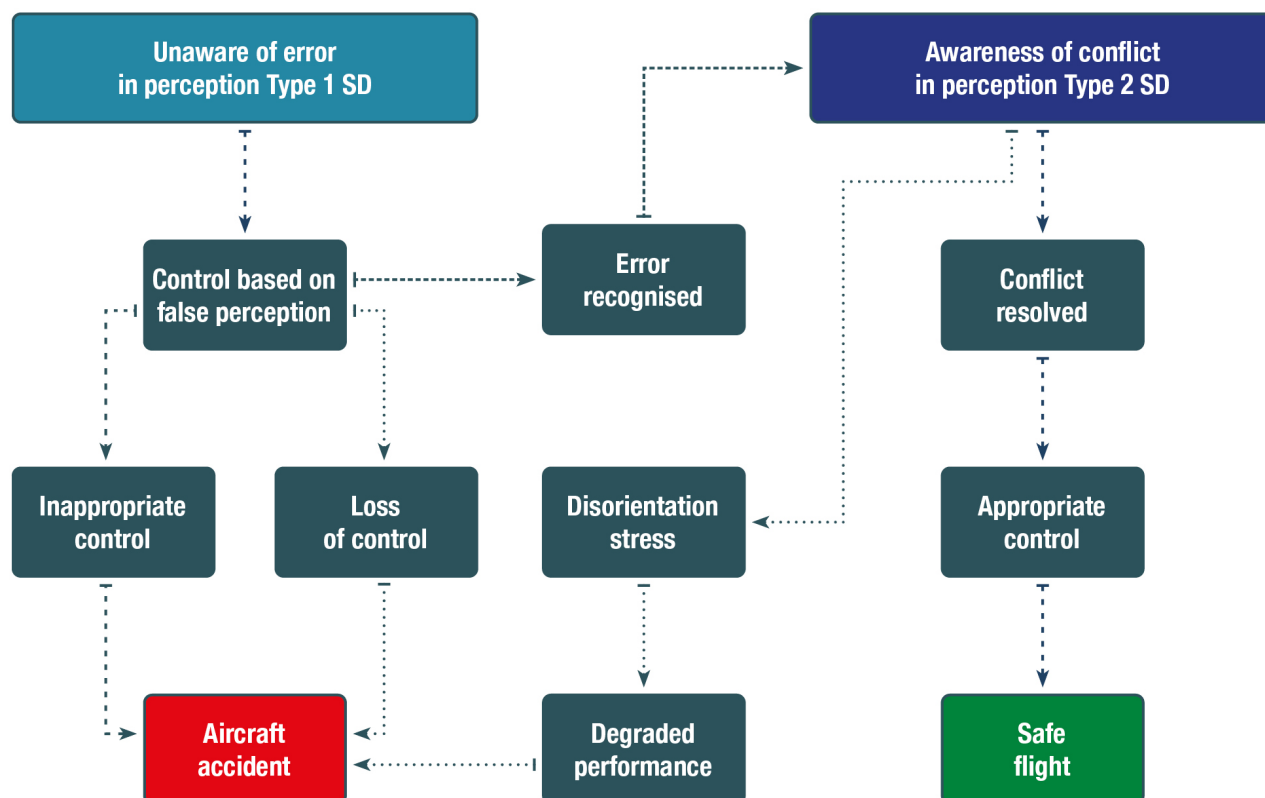 Unaware of error
in perception Type 1 SD
Awareness of conflict
in perception Type 2 SD
Control based on
false perception
Error
recognised
Conflict
resolved
Inappropriate
control
Loss
of control
Disorientation
stress
Appropriate
control
Aircraft
accident
Degraded
performance
Safe
flight